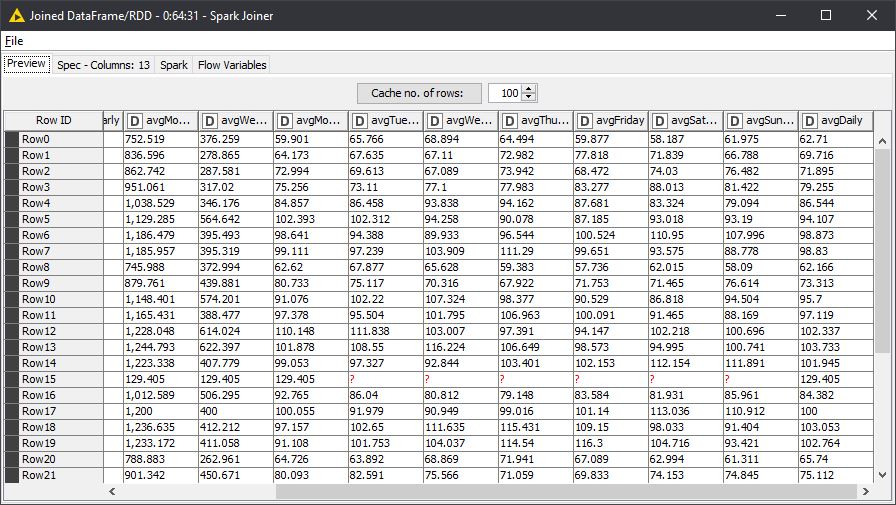 Joined DataFrame/RDD - 0:64:31 - Spark Joiner
File
Preview Spec - Columns: 13 Spark Flow Variables
Cache no. of rows: 100
Row ID arly D avgMo... D avgWe... D avgMo... D avgTue... D avgWe... D avgThu... D avgFriday D avgSat... D avgSun... D avgDaily
Row0 752.519 376.259 59.901 65.766 68.894 64.494 59.877 58.187 61.975 62.71
Row1 836.596 278.865 64.173 67.635 67.11 72.982 77.818 71.839 66.788 69.716
Row2 862.742 287.581 72.994 69.613 67.089 73.942 68.472 74.03 76.482 71.895
Row3 951.061 317.02 75.256 73.11 77.1 77.983 83.277 88.013 81.422 79.255
Row4 1,038.529 346.176 84.857 86.458 93.838 94.162 87.681 83.324 79.094 86.544
Row5 1,129.285 564.642 102.393 102.312 94.258 90.078 87.185 93.018 93.19 94.107
Row6 1,186.479 395.493 98.641 94.388 89.933 96.544 100.524 110.95 107.996 98.873
Row7 1,185.957 395.319 99.111 97.239 103.909 111.29 99.651 93.575 88.778 98.83
Row8 745.988 372.994 62.62 67.877 65.628 59.383 57.736 62.015 58.09 62.166
Row9 879.761 439.881 80.733 75.117 70.316 67.922 71.753 71.465 76.614 73.313
Row10 1,148.401 574.201 91.076 102.22 107.324 98.377 90.529 86.818 94.504 95.7
Row11 1,165.431 388.477 97.378 95.504 101.795 106.963 100.091 91.465 88.169 97.119
Row12 1,228.048 614.024 110.148 111.838 103.007 97.391 94.147 102.218 100.696 102.337
Row13 1,244.793 622.397 101.878 108.55 116.224 106.649 98.573 94.995 100.741 103.733
Row14 1,223.338 407.779 99.053 97.327 92.844 103.401 102.153 112.154 111.891 101.945
Row15 129.405 129.405 129.405 ? ? ? ? ? ? 129.405
Row16 1,012.589 506.295 92.765 86.04 80.812 79.148 83.584 81.931 85.961 84.382
Row17 1,200 400 100.055 91.979 90.949 99.016 101.14 113.036 110.912 100
Row18 1,236.635 412.212 97.157 102.65 111.635 115.431 109.15 98.033 91.404 103.053
Row19 1,233.172 411.058 91.108 101.753 104.037 114.54 116.3 104.716 93.421 102.764
Row20 788.883 262.961 64.726 63.892 68.869 71.941 67.089 62.994 61.311 65.74
Row21 901.342 450.671 80.093 82.591 75.566 71.059 69.833 74.153 74.845 75.112